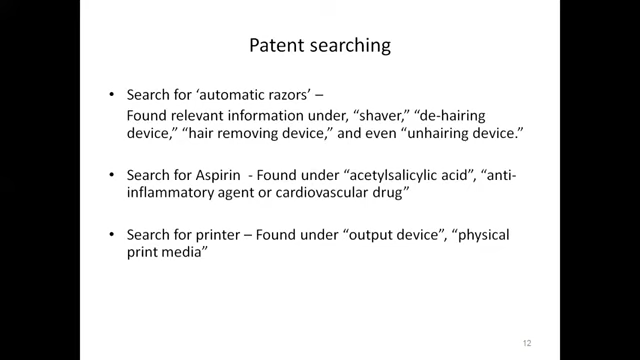 Patent searching
• Search for ‘automatic razors’ –
Found relevant information under, “shaver,” “de-hairing
device,” “hair removing device,” and even “unhairing device.”
• Search for Aspirin - Found under “acetylsalicylic acid”, “anti-
inflammatory agent or cardiovascular drug”
• Search for printer – Found under “output device”, “physical
print media”
12